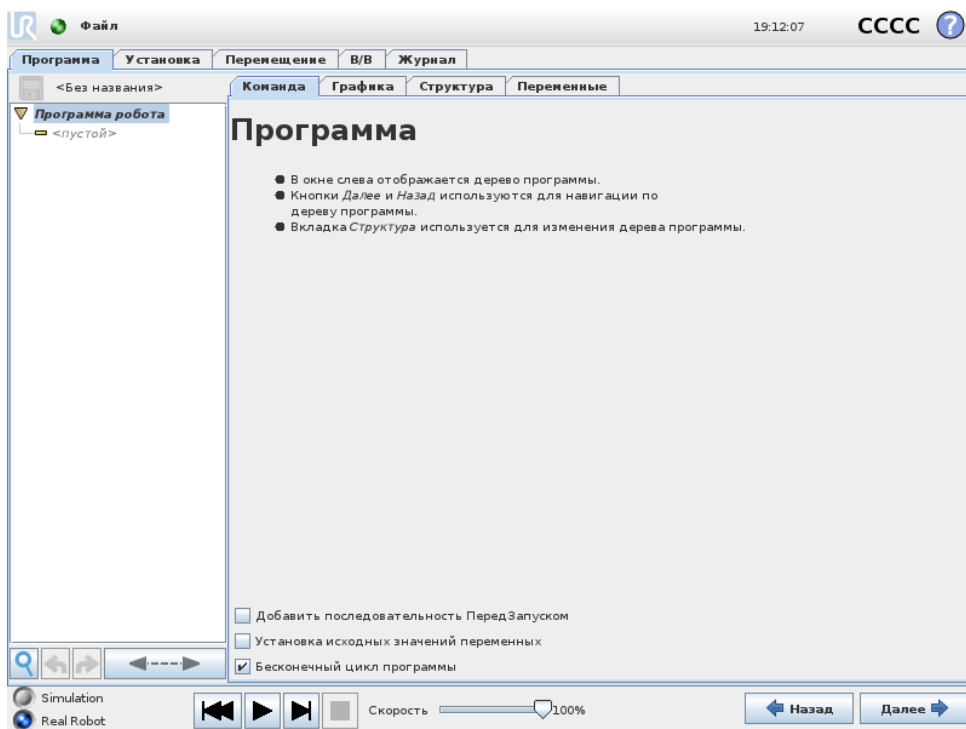 UR Файл 19:12:07 CCCC ?
Программа Установка Перемещение В/В Журнал
<Без названия>
Команда Графика Структура Переменные
Программа робота
<пустой>
Программа
В окне слева отображается дерево программы.
Кнопки Далее и Назад используются для навигации по
дереву программы.
Вкладка Структура используется для изменения дерева программы.
Добавить последовательность ПередЗапуском
Установка исходных значений переменных
Бесконечный цикл программы
Simulation
Real Robot
Скорость 100%
Назад Далее